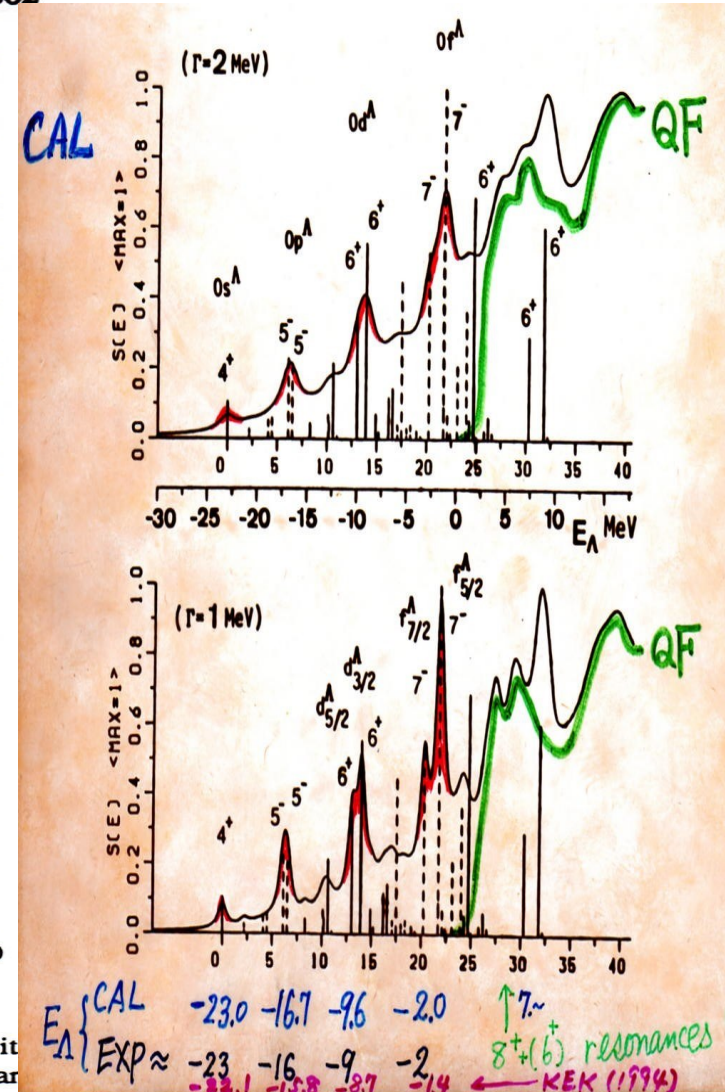 (Γ=2 MeV)
0f^Λ
CAL
QF
0d^Λ
7⁻
7⁻
6⁺
6⁺
0p^Λ
6⁺
6⁺
0s^Λ
6⁺
5⁻ 5⁻
4⁺
S(E) <MAX=1>
1.0
0.8
0.6
0.4
0.2
0.0
0 5 10 15 20 25 30 35 40
-30 -25 -20 -15 -10 -5 0 5 10
E_Λ MeV
(Γ=1 MeV)
f^Λ_5/2
f^Λ_7/2 7⁻
QF
d^Λ_3/2
7⁻
d^Λ_5/2
6⁺
6⁺
5⁻ 5⁻
4⁺
S(E) <MAX=1>
1.0
0.8
0.6
0.4
0.2
0.0
0 5 10 15 20 25 30 35 40
E_Λ { CAL -23.0 -16.7 -9.6 -2.0 ↑7.~
EXP ≈ -23 -16 -9 -2 8⁺+(6⁺) resonances
-15.8 -8.7 -1.4 ← KEK (1994)